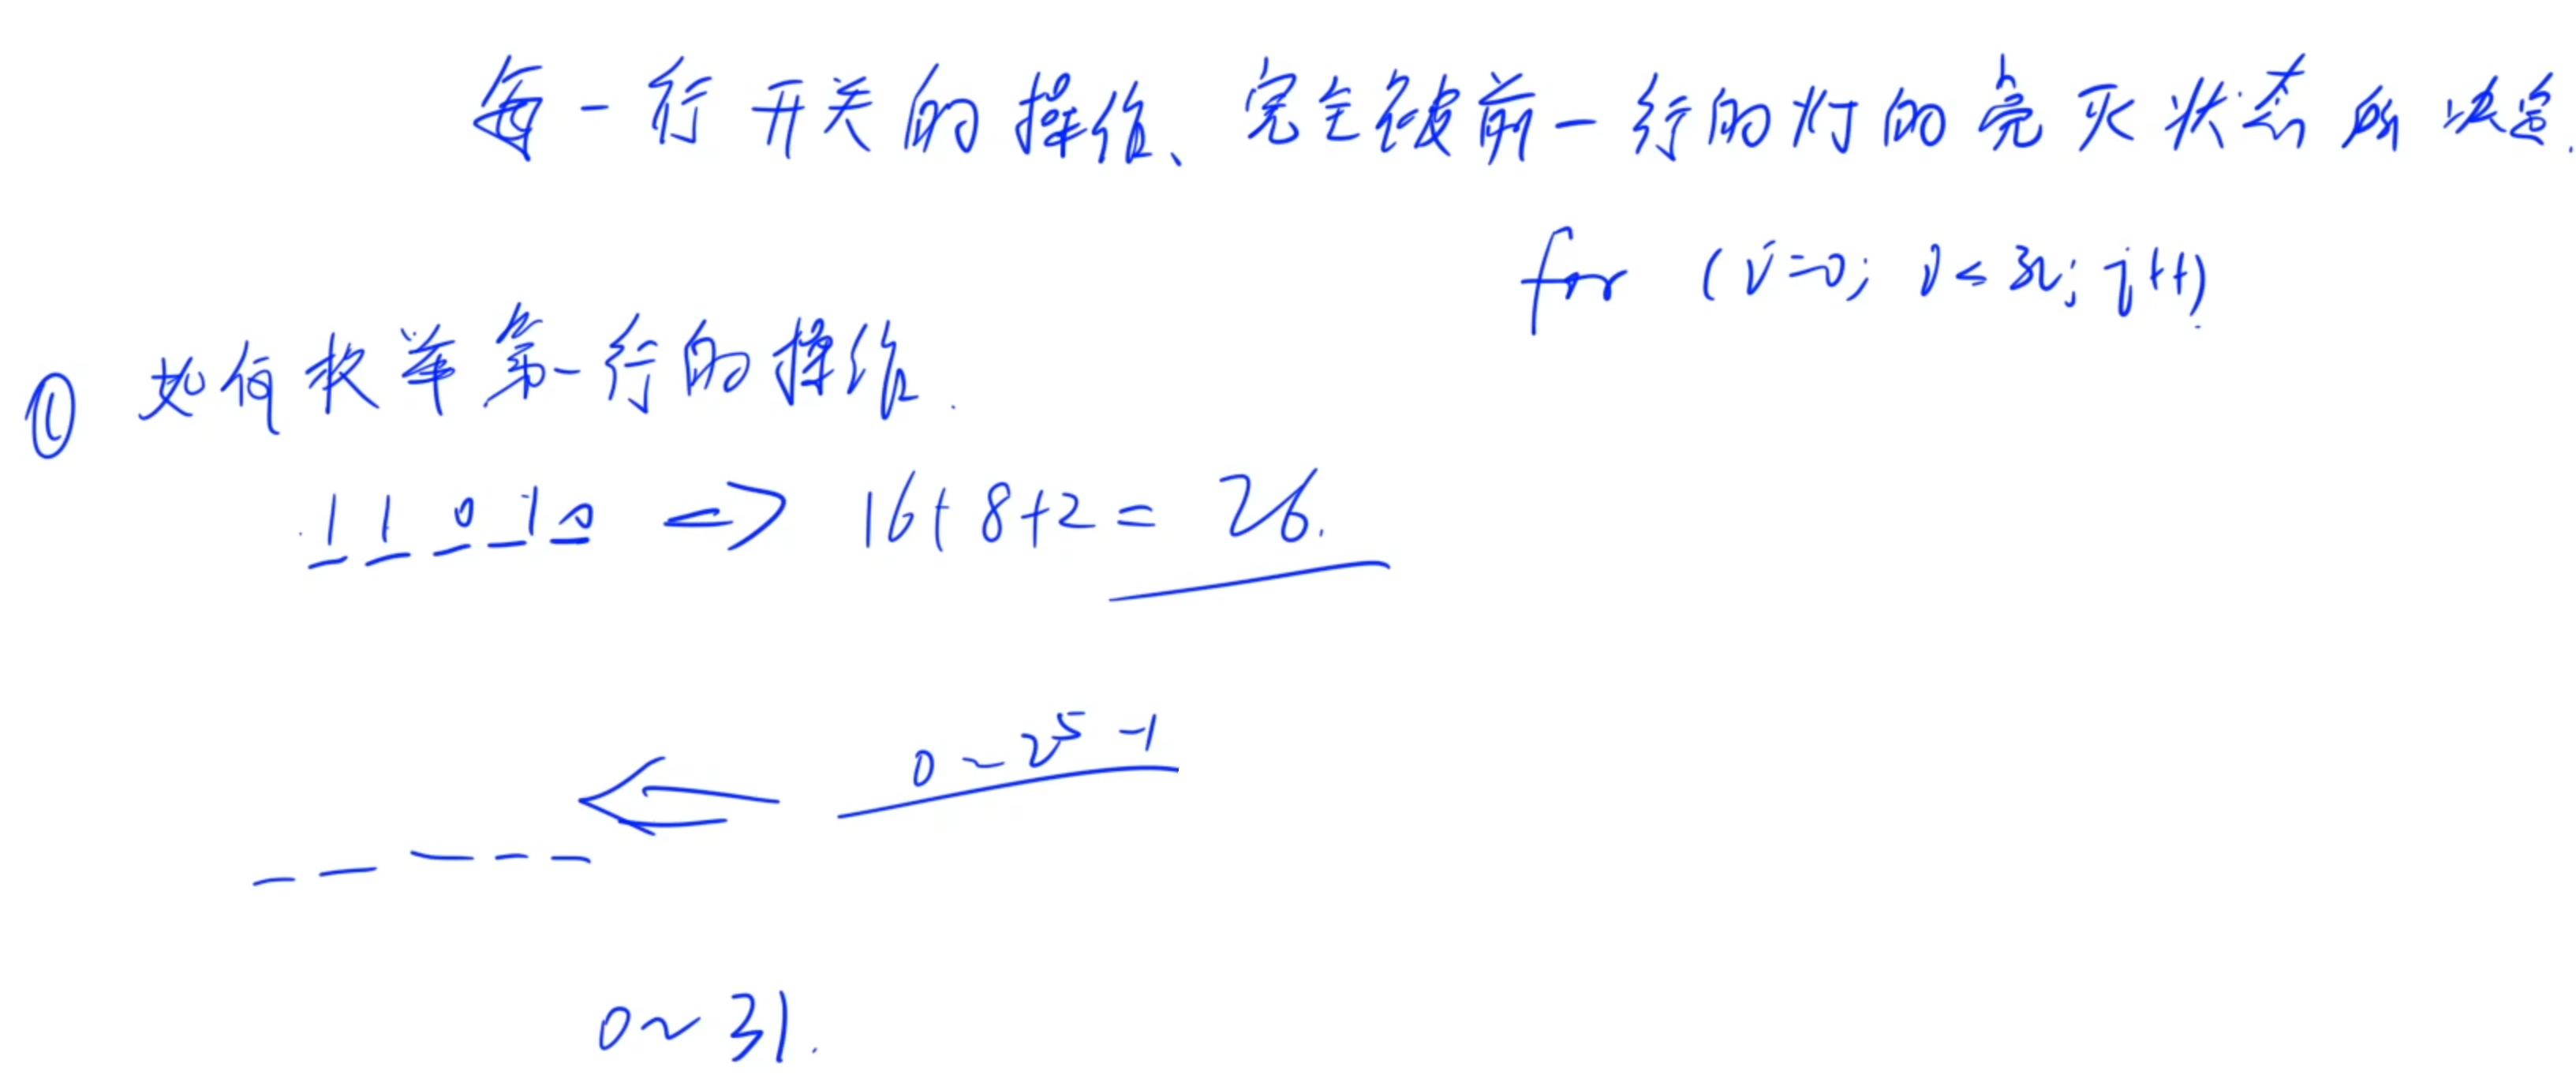 每一行开关的操作、完全被前一行的灯的亮灭状态所决定.
for (i=0; i<32; i++)
① 如何枚举第一行的操作.
1 1 0 1 0 => 16+8+2 = 26.
0~2^5-1
0~31.